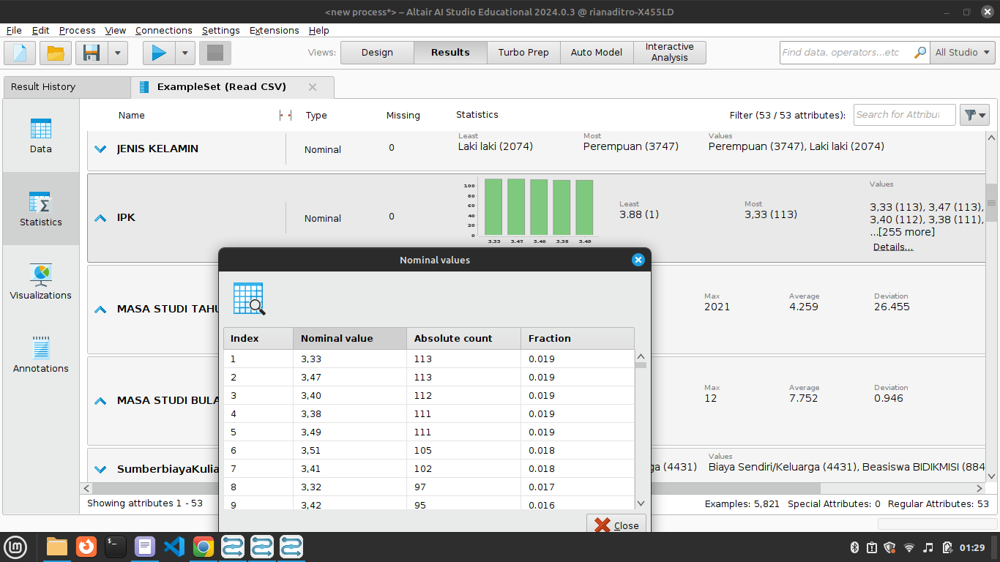 <new process*> – Altair AI Studio Educational 2024.0.3 @ rianaditro-X455LD
File Edit Process View Connections Settings Extensions Help
Views: Design Results Turbo Prep Auto Model Interactive Analysis
Find data, operators...etc All Studio
Result History ExampleSet (Read CSV)
Data
Statistics
Visualizations
Annotations
Name Type Missing Statistics Filter (53 / 53 attributes): Search for Attribut
JENIS KELAMIN Nominal 0 Least Laki laki (2074) Most Perempuan (3747) Values Perempuan (3747), Laki laki (2074)
IPK Nominal 0
100
80
60
40
20
0
3.33 3.47 3.40 3.38 3.49
Least
3.88 (1)
Most
3,33 (113)
Values
3,33 (113), 3,47 (113),
3,40 (112), 3,38 (111),
...[255 more]
Details...
MASA STUDI TAHU
Max Average Deviation
2021 4.259 26.455
MASA STUDI BULA
Max Average Deviation
12 7.752 0.946
SumberbiayaKulia
ga (4431)
Values
Biaya Sendiri/Keluarga (4431), Beasiswa BIDIKMISI (884
Nominal values
Index Nominal value Absolute count Fraction
1 3,33 113 0.019
2 3,47 113 0.019
3 3,40 112 0.019
4 3,38 111 0.019
5 3,49 111 0.019
6 3,51 105 0.018
7 3,41 102 0.018
8 3,32 97 0.017
9 3,42 95 0.016
Close
Showing attributes 1 - 53
Examples: 5,821 Special Attributes: 0 Regular Attributes: 53
01:29